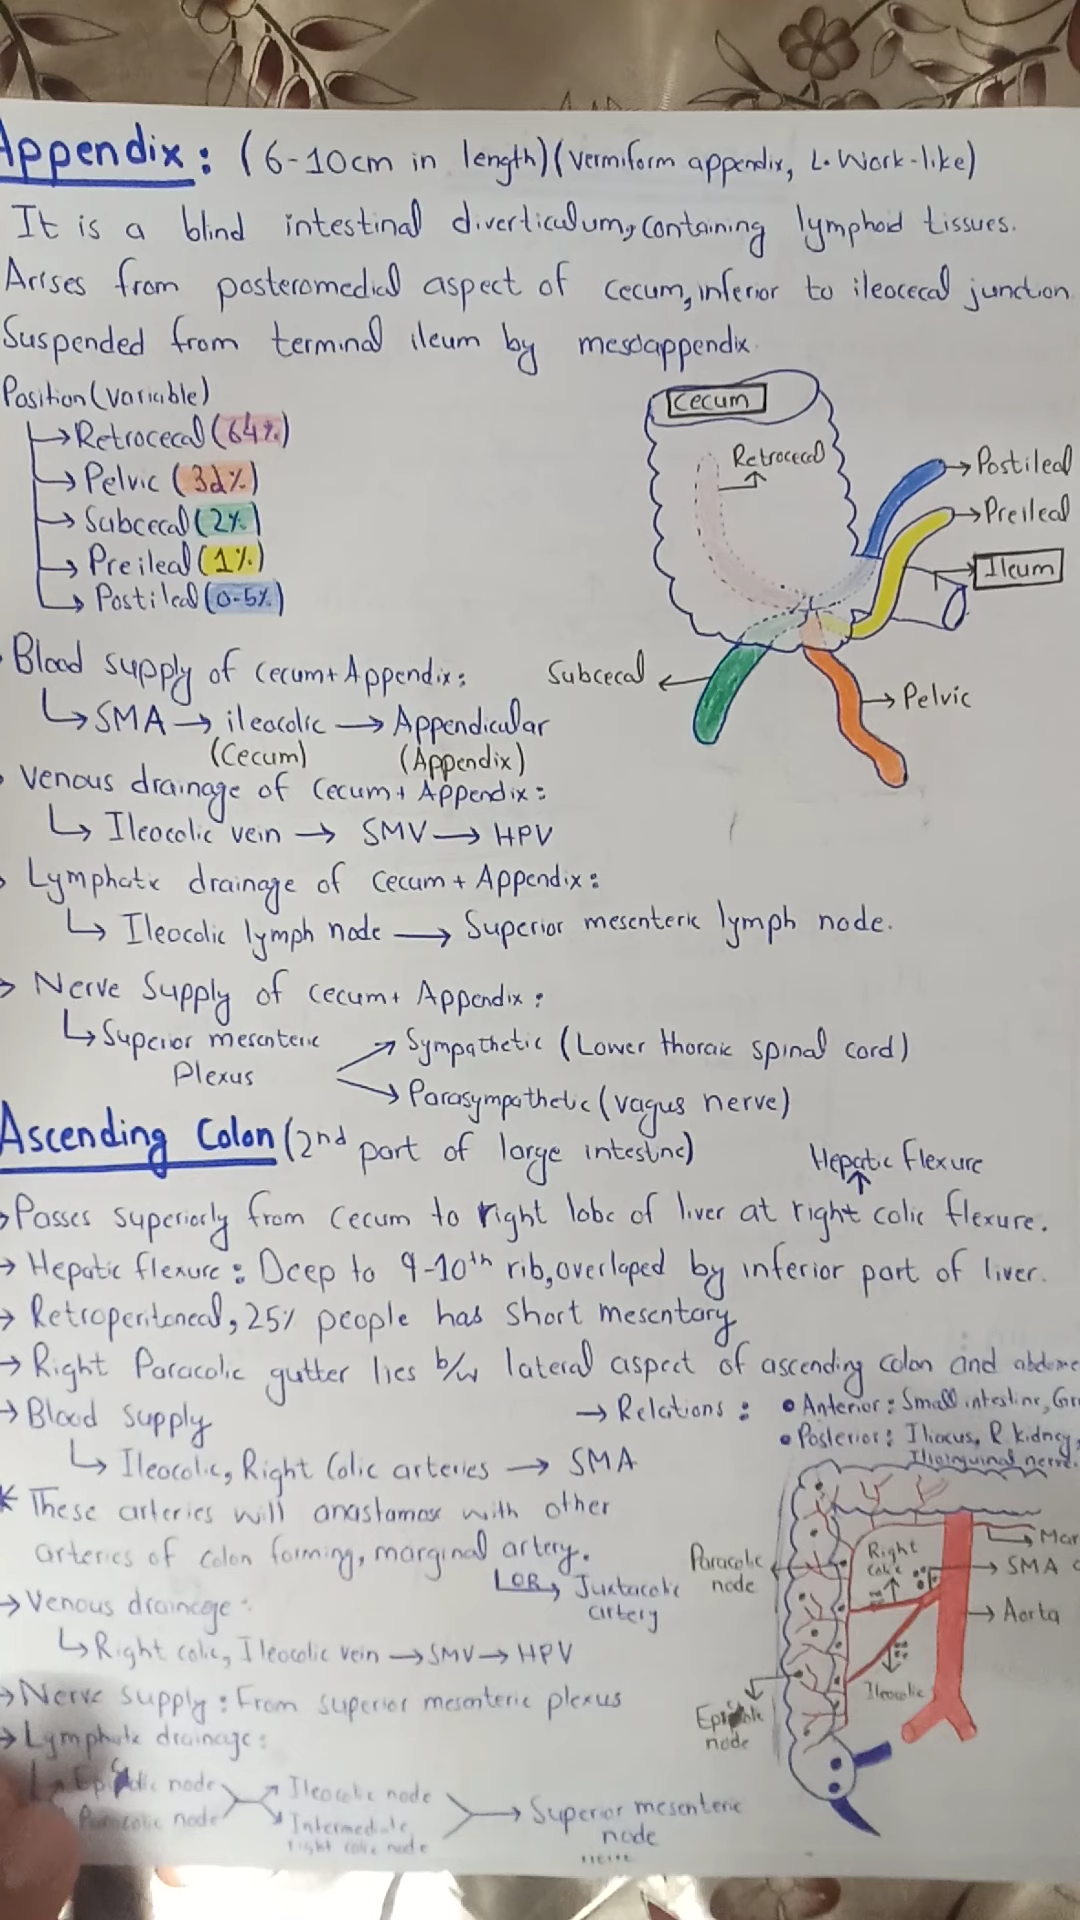 Appendix: (6-10cm in length)(vermiform appendix, L. Work-like)
It is a blind intestinal diverticulum, containing lymphoid tissues.
Arises from posteromedial aspect of cecum, inferior to ileocecal junction
Suspended from terminal ileum by mesoappendix.
Position (variable)
→ Retrocecal (64%)
→ Pelvic (32%)
→ Subcecal (2%)
→ Preileal (1%)
→ Postileal (0.5%)
Cecum
Retrocecal
→ Postileal
→ Preileal
→ Ileum
Subcecal
→ Pelvic
Blood supply of cecum + Appendix:
↳ SMA → ileocolic → Appendicular
(Cecum) (Appendix)
Venous drainage of Cecum + Appendix:
↳ Ileocolic vein → SMV → HPV
Lymphatic drainage of cecum + Appendix:
↳ Ileocolic lymph node → Superior mesenteric lymph node.
→ Nerve Supply of cecum + Appendix:
↳ Superior mesenteric
Plexus
→ Sympathetic (Lower thoraic spinal cord)
→ Parasympathetic (vagus nerve)
Ascending Colon (2nd part of large intestine)
Hepatic flexure
→ Passes superiorly from cecum to right lobe of liver at right colic flexure.
→ Hepatic flexure: Deep to 9-10th rib, overlaped by inferior part of liver.
→ Retroperitoneal, 25% people has short mesentary
→ Right Paracolic gutter lies b/w lateral aspect of ascending colon and abdome
→ Blood supply
→ Relations: • Anterior: Small intestine, Gr
• Posterior: Iliacus, R. kidney,
Ilioinguinal nerve.
↳ Ileocolic, Right Colic arteries → SMA
* These arteries will anastamose with other
arteries of colon forming, marginal artery.
OR → Juxtacolic
artery
→ Venous drainage:
↳ Right colic, Ileocolic vein → SMV → HPV
→ Nerve supply: From superior mesenteric plexus
→ Lymphatic drainage:
Epicolic node
Paracolic node
→ Ileocolic node
→ Intermediate
right colic node
→ Superior mesenteric
node
Paracolic
node
Right
colic
→ Mar
→ SMA
→ Aorta
Ileocolic
node